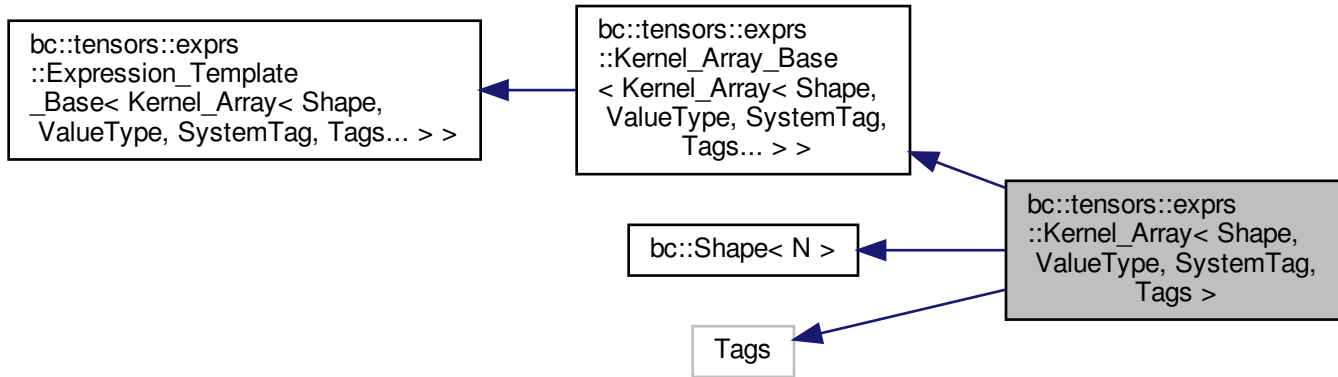 bc::tensors::exprs
::Expression_Template
_Base< Kernel_Array< Shape,
ValueType, SystemTag, Tags... > >
bc::tensors::exprs
::Kernel_Array_Base
< Kernel_Array< Shape,
ValueType, SystemTag,
Tags... > >
bc::Shape< N >
Tags
bc::tensors::exprs
::Kernel_Array< Shape,
ValueType, SystemTag,
Tags >